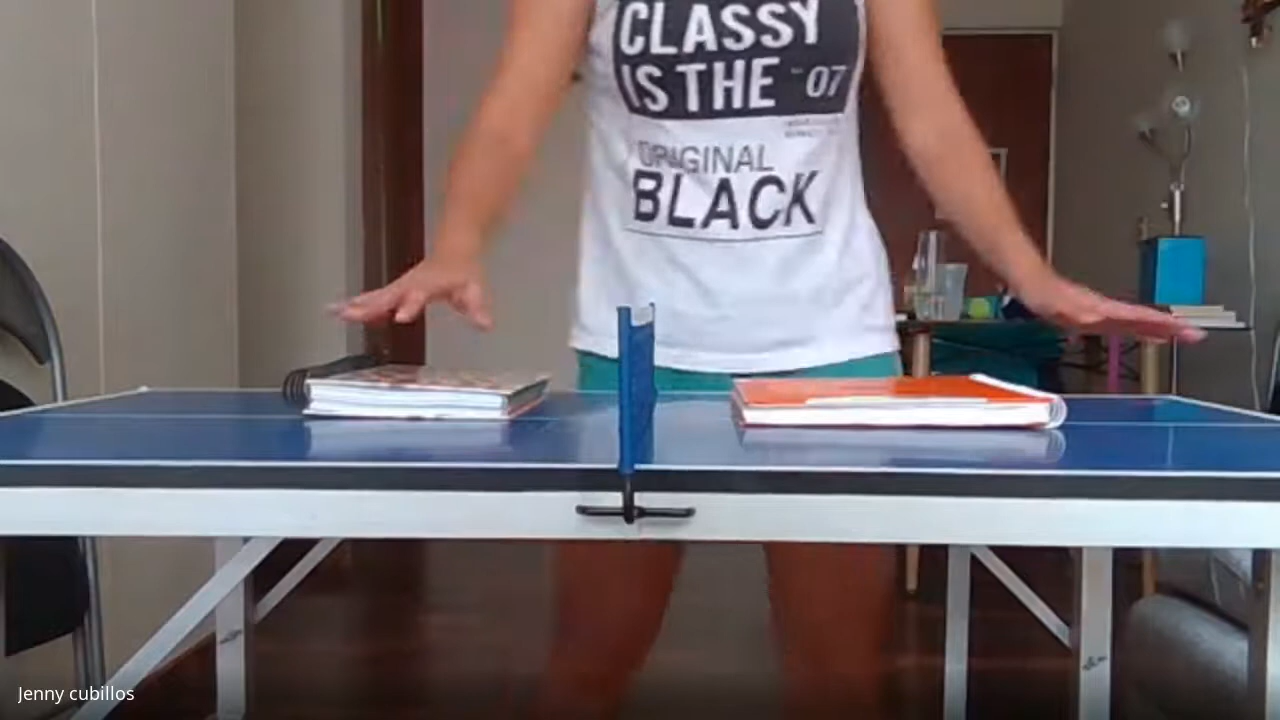 CLASSY
IS THE 07
ORIGINAL
BLACK
Jenny cubillos